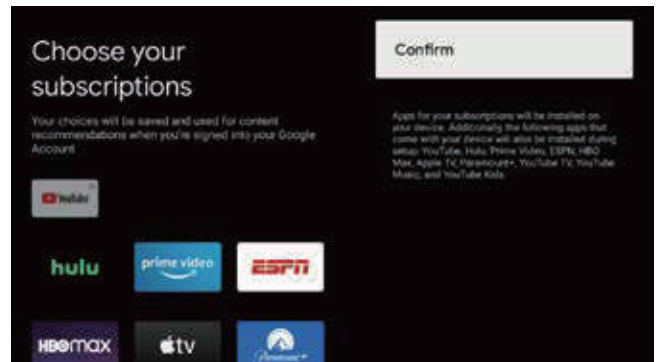 Choose your
subscriptions
Your choices will be saved and used for content
recommendations when you're signed into your Google
Account
YouTube
hulu
prime video
ESPN
HBOMAX
tv
Paramount+
Confirm
Apps for your subscriptions will be installed on
your device. Additionally, the following apps that
come with your device will also be installed during
setup: YouTube, Hulu, Prime Video, ESPN, HBO
Max, Apple TV, Paramount+, YouTube TV, YouTube
Music, and YouTube Kids.